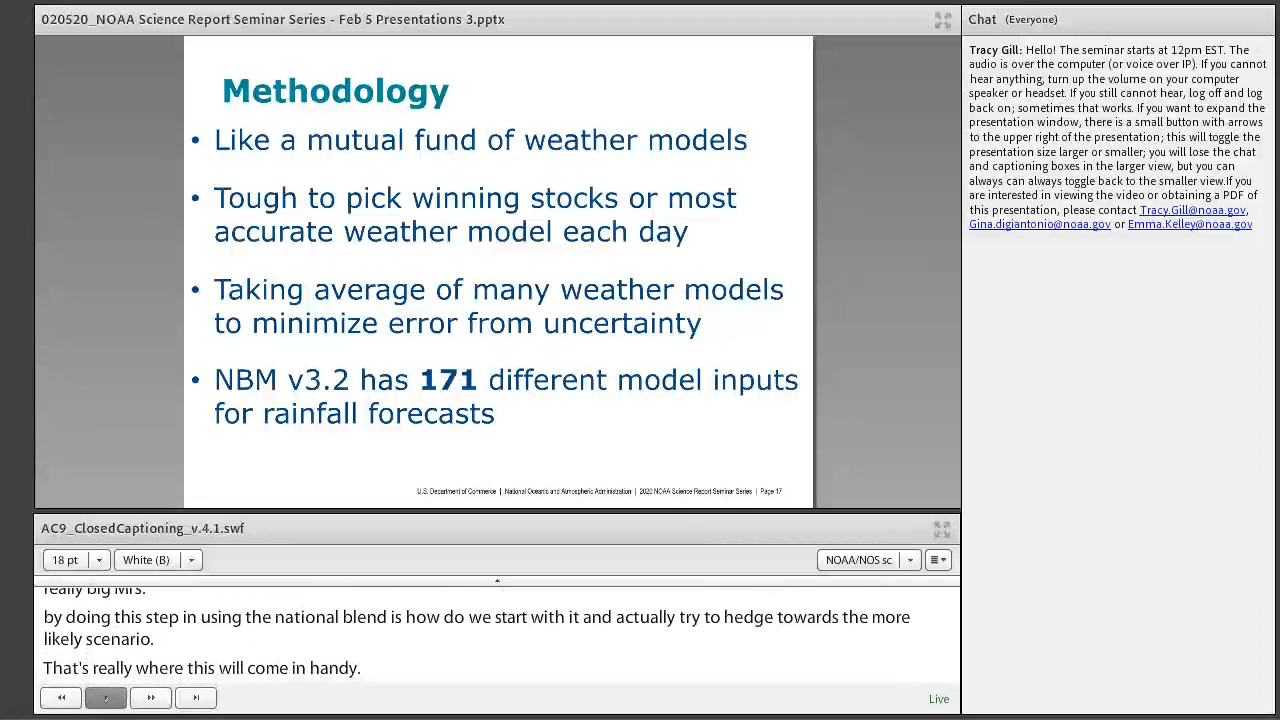 020520_NOAA Science Report Seminar Series - Feb 5 Presentations 3.pptx
Methodology
• Like a mutual fund of weather models
• Tough to pick winning stocks or most
accurate weather model each day
• Taking average of many weather models
to minimize error from uncertainty
• NBM v3.2 has 171 different model inputs
for rainfall forecasts
U.S. Department of Commerce | National Oceanic and Atmospheric Administration | 2020 NOAA Science Report Seminar Series | Page 17
Chat (Everyone)
Tracy Gill: Hello! The seminar starts at 12pm EST. The
audio is over the computer (or voice over IP). If you cannot
hear anything, turn up the volume on your computer
speaker or headset. If you still cannot hear, log off and log
back on; sometimes that works. If you want to expand the
presentation window, there is a small button with arrows
to the upper right of the presentation; this will toggle the
presentation size larger or smaller; you will lose the chat
and captioning boxes in the larger view, but you can
always can always toggle back to the smaller view.If you
are interested in viewing the video or obtaining a PDF of
this presentation, please contact Tracy.Gill@noaa.gov,
Gina.digiantonio@noaa.gov or Emma.Kelley@noaa.gov
AC9_ClosedCaptioning_v.4.1.swf
18 pt
White (B)
NOAA/NOS sc
really big Mrs.
by doing this step in using the national blend is how do we start with it and actually try to hedge towards the more
likely scenario.
That's really where this will come in handy.
Live